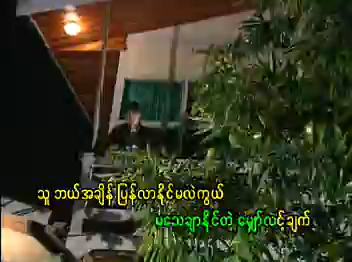 သူ ဘယ်အချိန် ပြန်လာနိုင်မလဲကွယ်
မသေချာနိုင်တဲ့ မျှော်လင့်ချက်